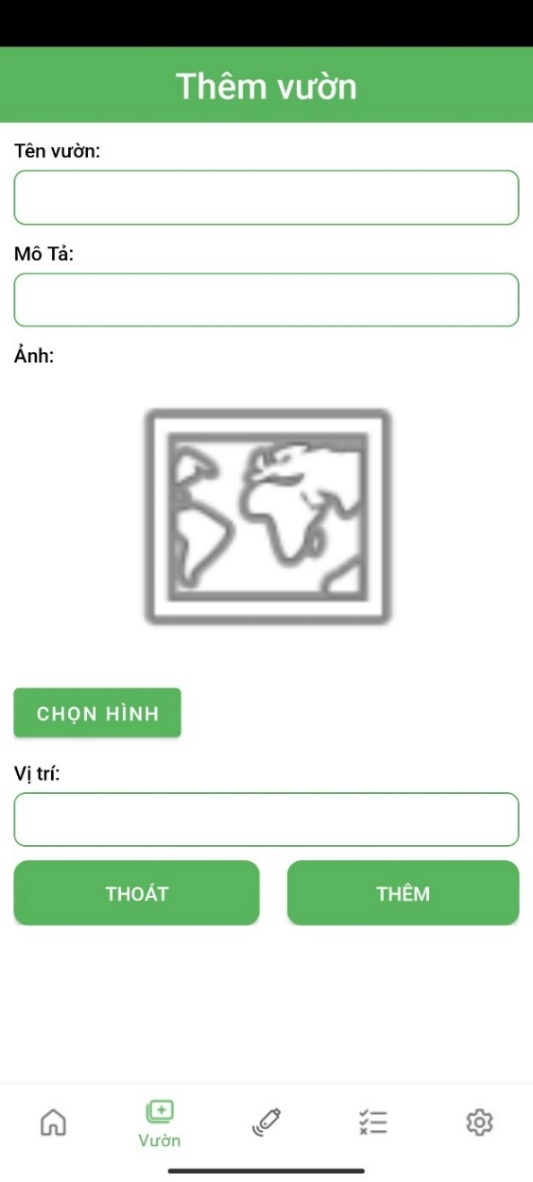 Thêm vườn
Tên vườn:
Mô Tả:
Ảnh:
CHỌN HÌNH
Vị trí:
THOÁT
THÊM
Vườn